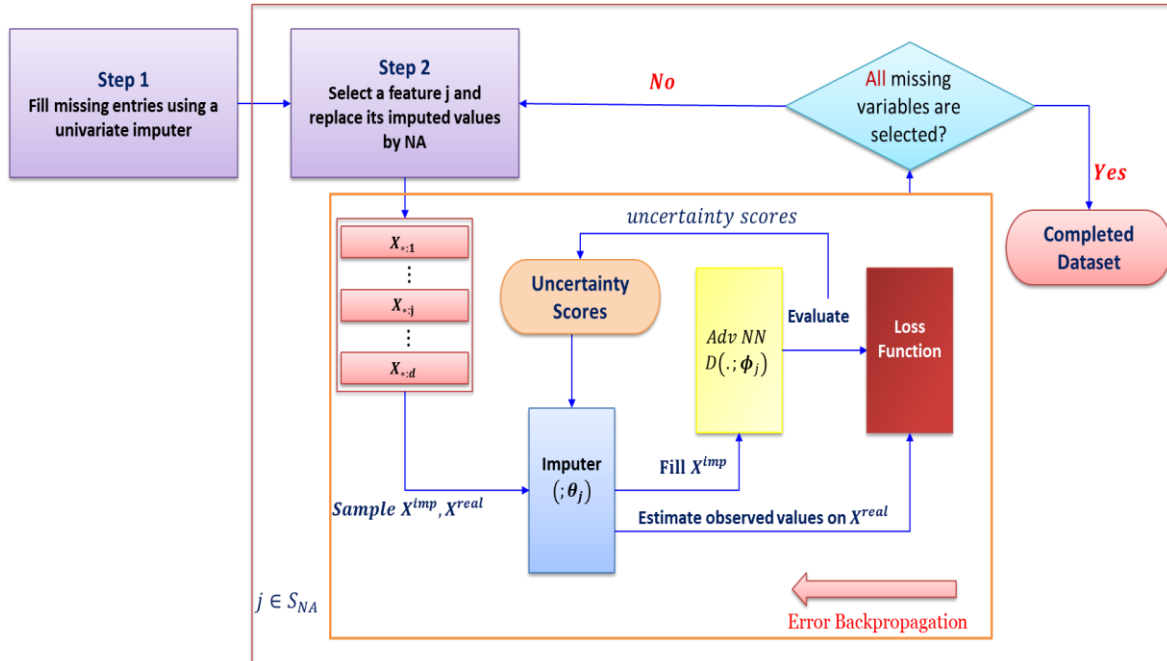 Step 1
Fill missing entries using a
univariate imputer
Step 2
Select a feature j and
replace its imputed values
by NA
No
All missing
variables are
selected?
Yes
Completed
Dataset
X*:1
⋮
X*:j
⋮
X*:d
uncertainty scores
Uncertainty
Scores
Adv NN
D(.;ϕj)
Evaluate
Loss
Function
Imputer
(;θj)
Fill X^imp
Sample X^imp, X^real
Estimate observed values on X^real
j ∈ S_NA
Error Backpropagation